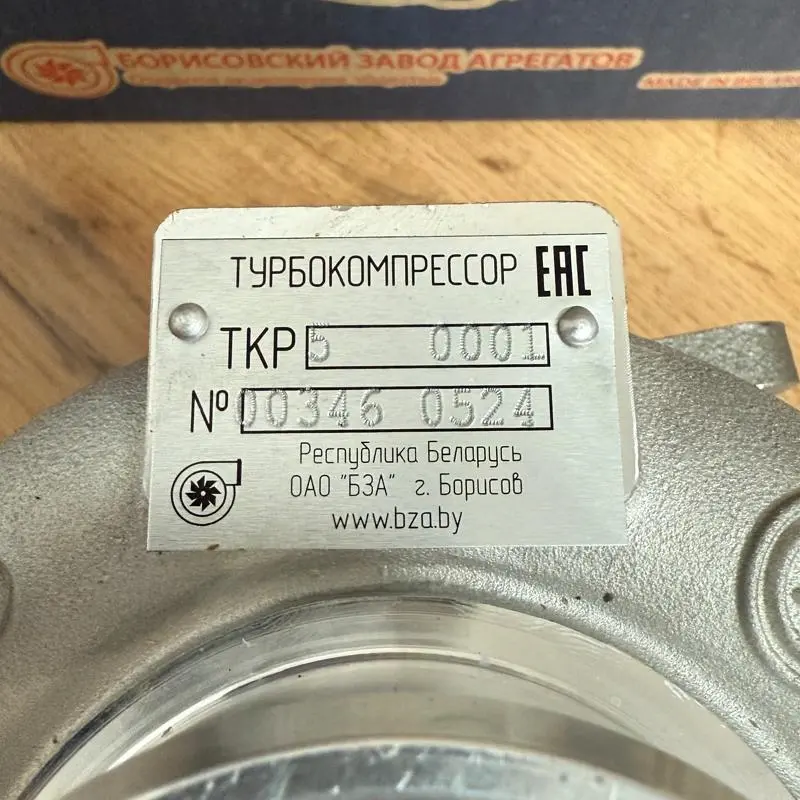 БОРИСОВСКИЙ ЗАВОД АГРЕГАТОВ
MADE IN BELARUS
ТУРБОКОМПРЕССОР EAC
ТКР 5 0001
№ 00346 0524
Республика Беларусь
ОАО "БЗА" г. Борисов
www.bza.by